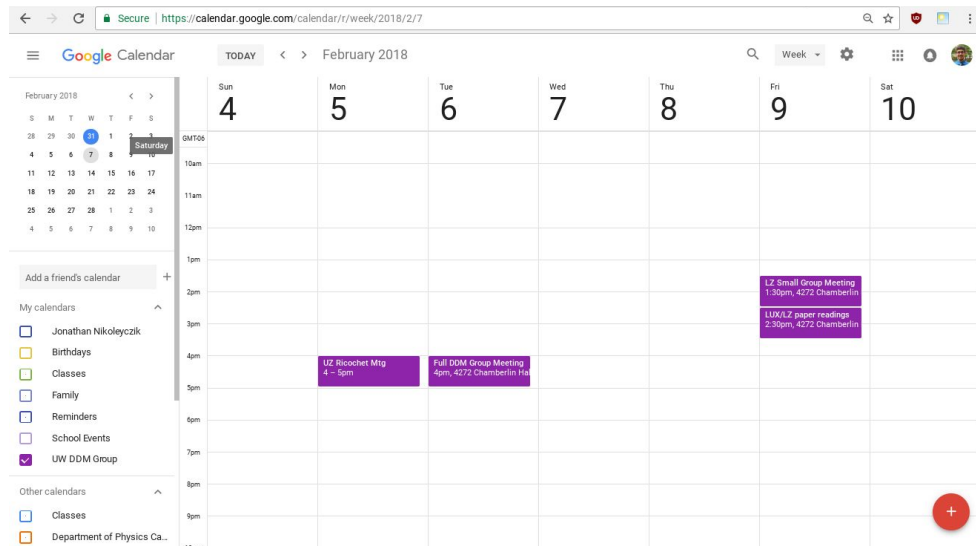 Secure | https://calendar.google.com/calendar/r/week/2018/2/7
Google Calendar
TODAY
February 2018
Week
February 2018
S M T W T F S
28 29 30 31 1 2 3
4 5 6 7 8 9 10
11 12 13 14 15 16 17
18 19 20 21 22 23 24
25 26 27 28 1 2 3
4 5 6 7 8 9 10
Saturday
Add a friend's calendar +
My calendars
Jonathan Nikoleyczik
Birthdays
Classes
Family
Reminders
School Events
UW DDM Group
Other calendars
Classes
Department of Physics Ca...
Sun Mon Tue Wed Thu Fri Sat
4 5 6 7 8 9 10
GMT-06
10am
11am
12pm
1pm
2pm
3pm
4pm
5pm
6pm
7pm
8pm
9pm
UZ Ricochet Mtg
4 – 5pm
Full DDM Group Meeting
4pm, 4272 Chamberlin Hal
LZ Small Group Meeting
1:30pm, 4272 Chamberlin
LUX/LZ paper readings
2:30pm, 4272 Chamberlin
+